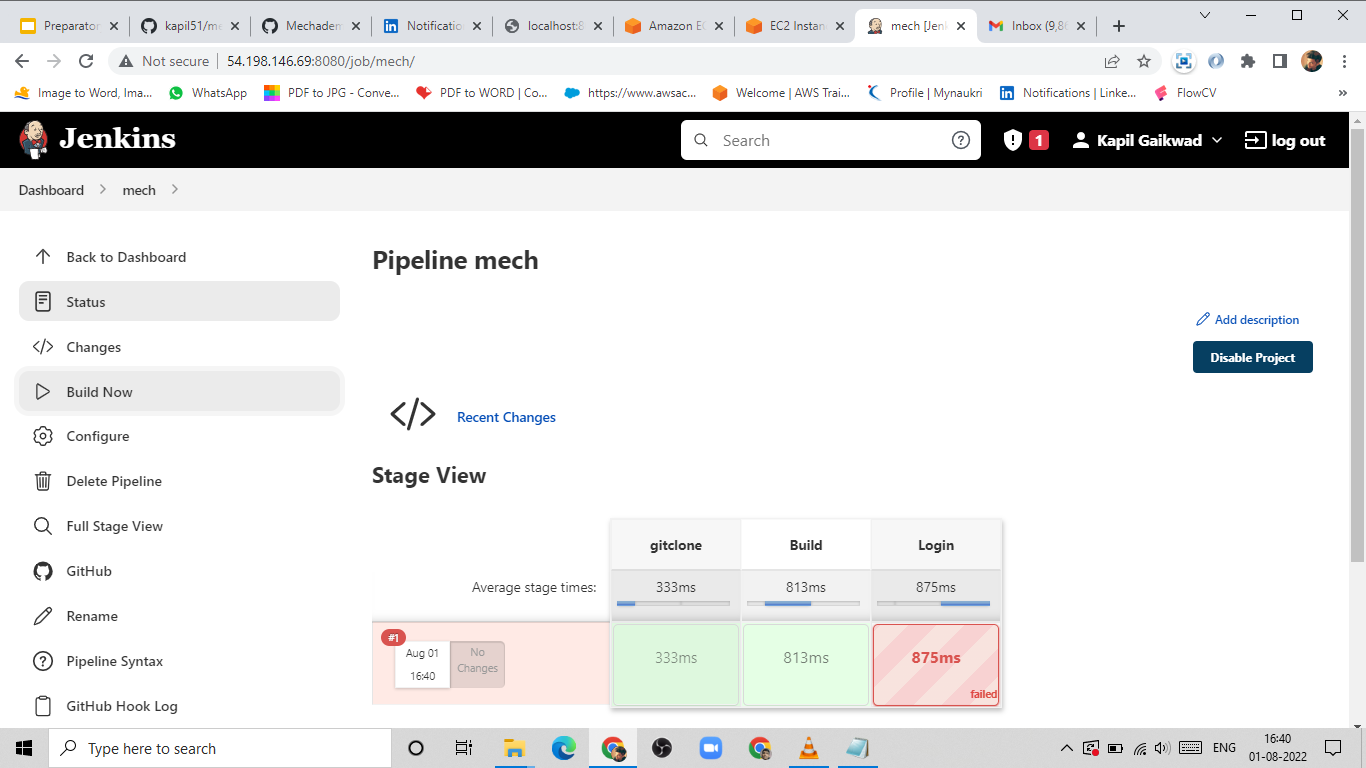 Preparator
kapil51/me
Mechadem
Notificatio
localhost:8
Amazon EC
EC2 Instan
mech [Jenk
Inbox (9,86
Not secure
54.198.146.69:8080/job/mech/
Image to Word, Ima...
WhatsApp
PDF to JPG - Conve...
PDF to WORD | Co...
https://www.awsac...
Welcome | AWS Trai...
Profile | Mynaukri
Notifications | Linke...
FlowCV
»
Jenkins
Search
1
Kapil Gaikwad
log out
Dashboard
mech
Back to Dashboard
Status
Changes
Build Now
Configure
Delete Pipeline
Full Stage View
GitHub
Rename
Pipeline Syntax
GitHub Hook Log
Pipeline mech
Add description
Disable Project
Recent Changes
Stage View
gitclone Build Login
Average stage times: 333ms 813ms 875ms
#1
Aug 01
16:40
No
Changes
333ms 813ms 875ms
failed
Type here to search
ENG
16:40
01-08-2022